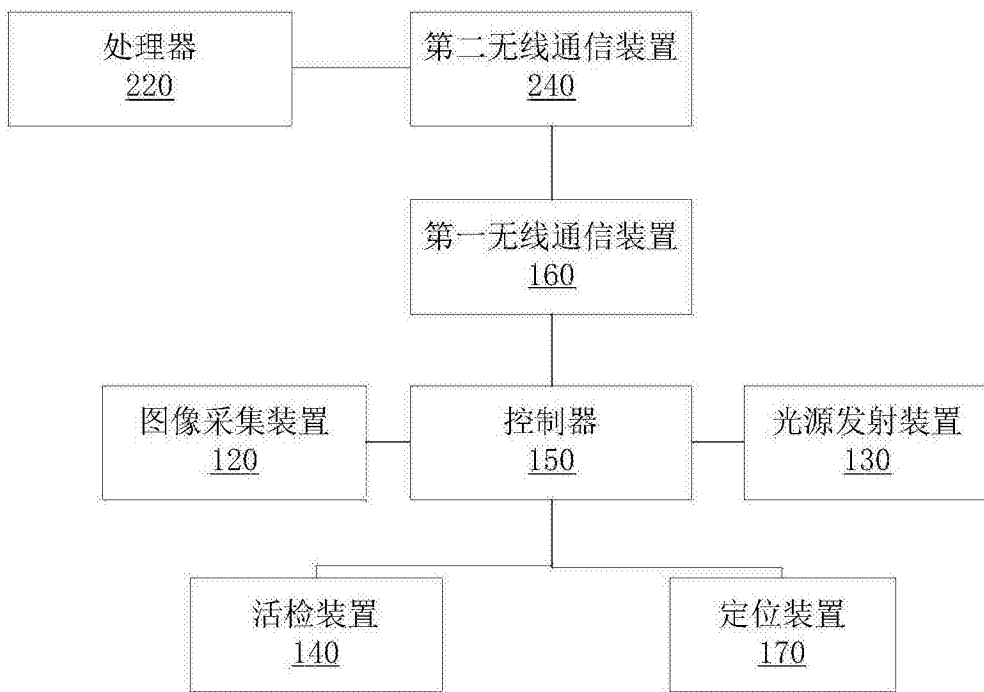 处理器
220
第二无线通信装置
240
第一无线通信装置
160
图像采集装置
120
控制器
150
光源发射装置
130
活检装置
140
定位装置
170